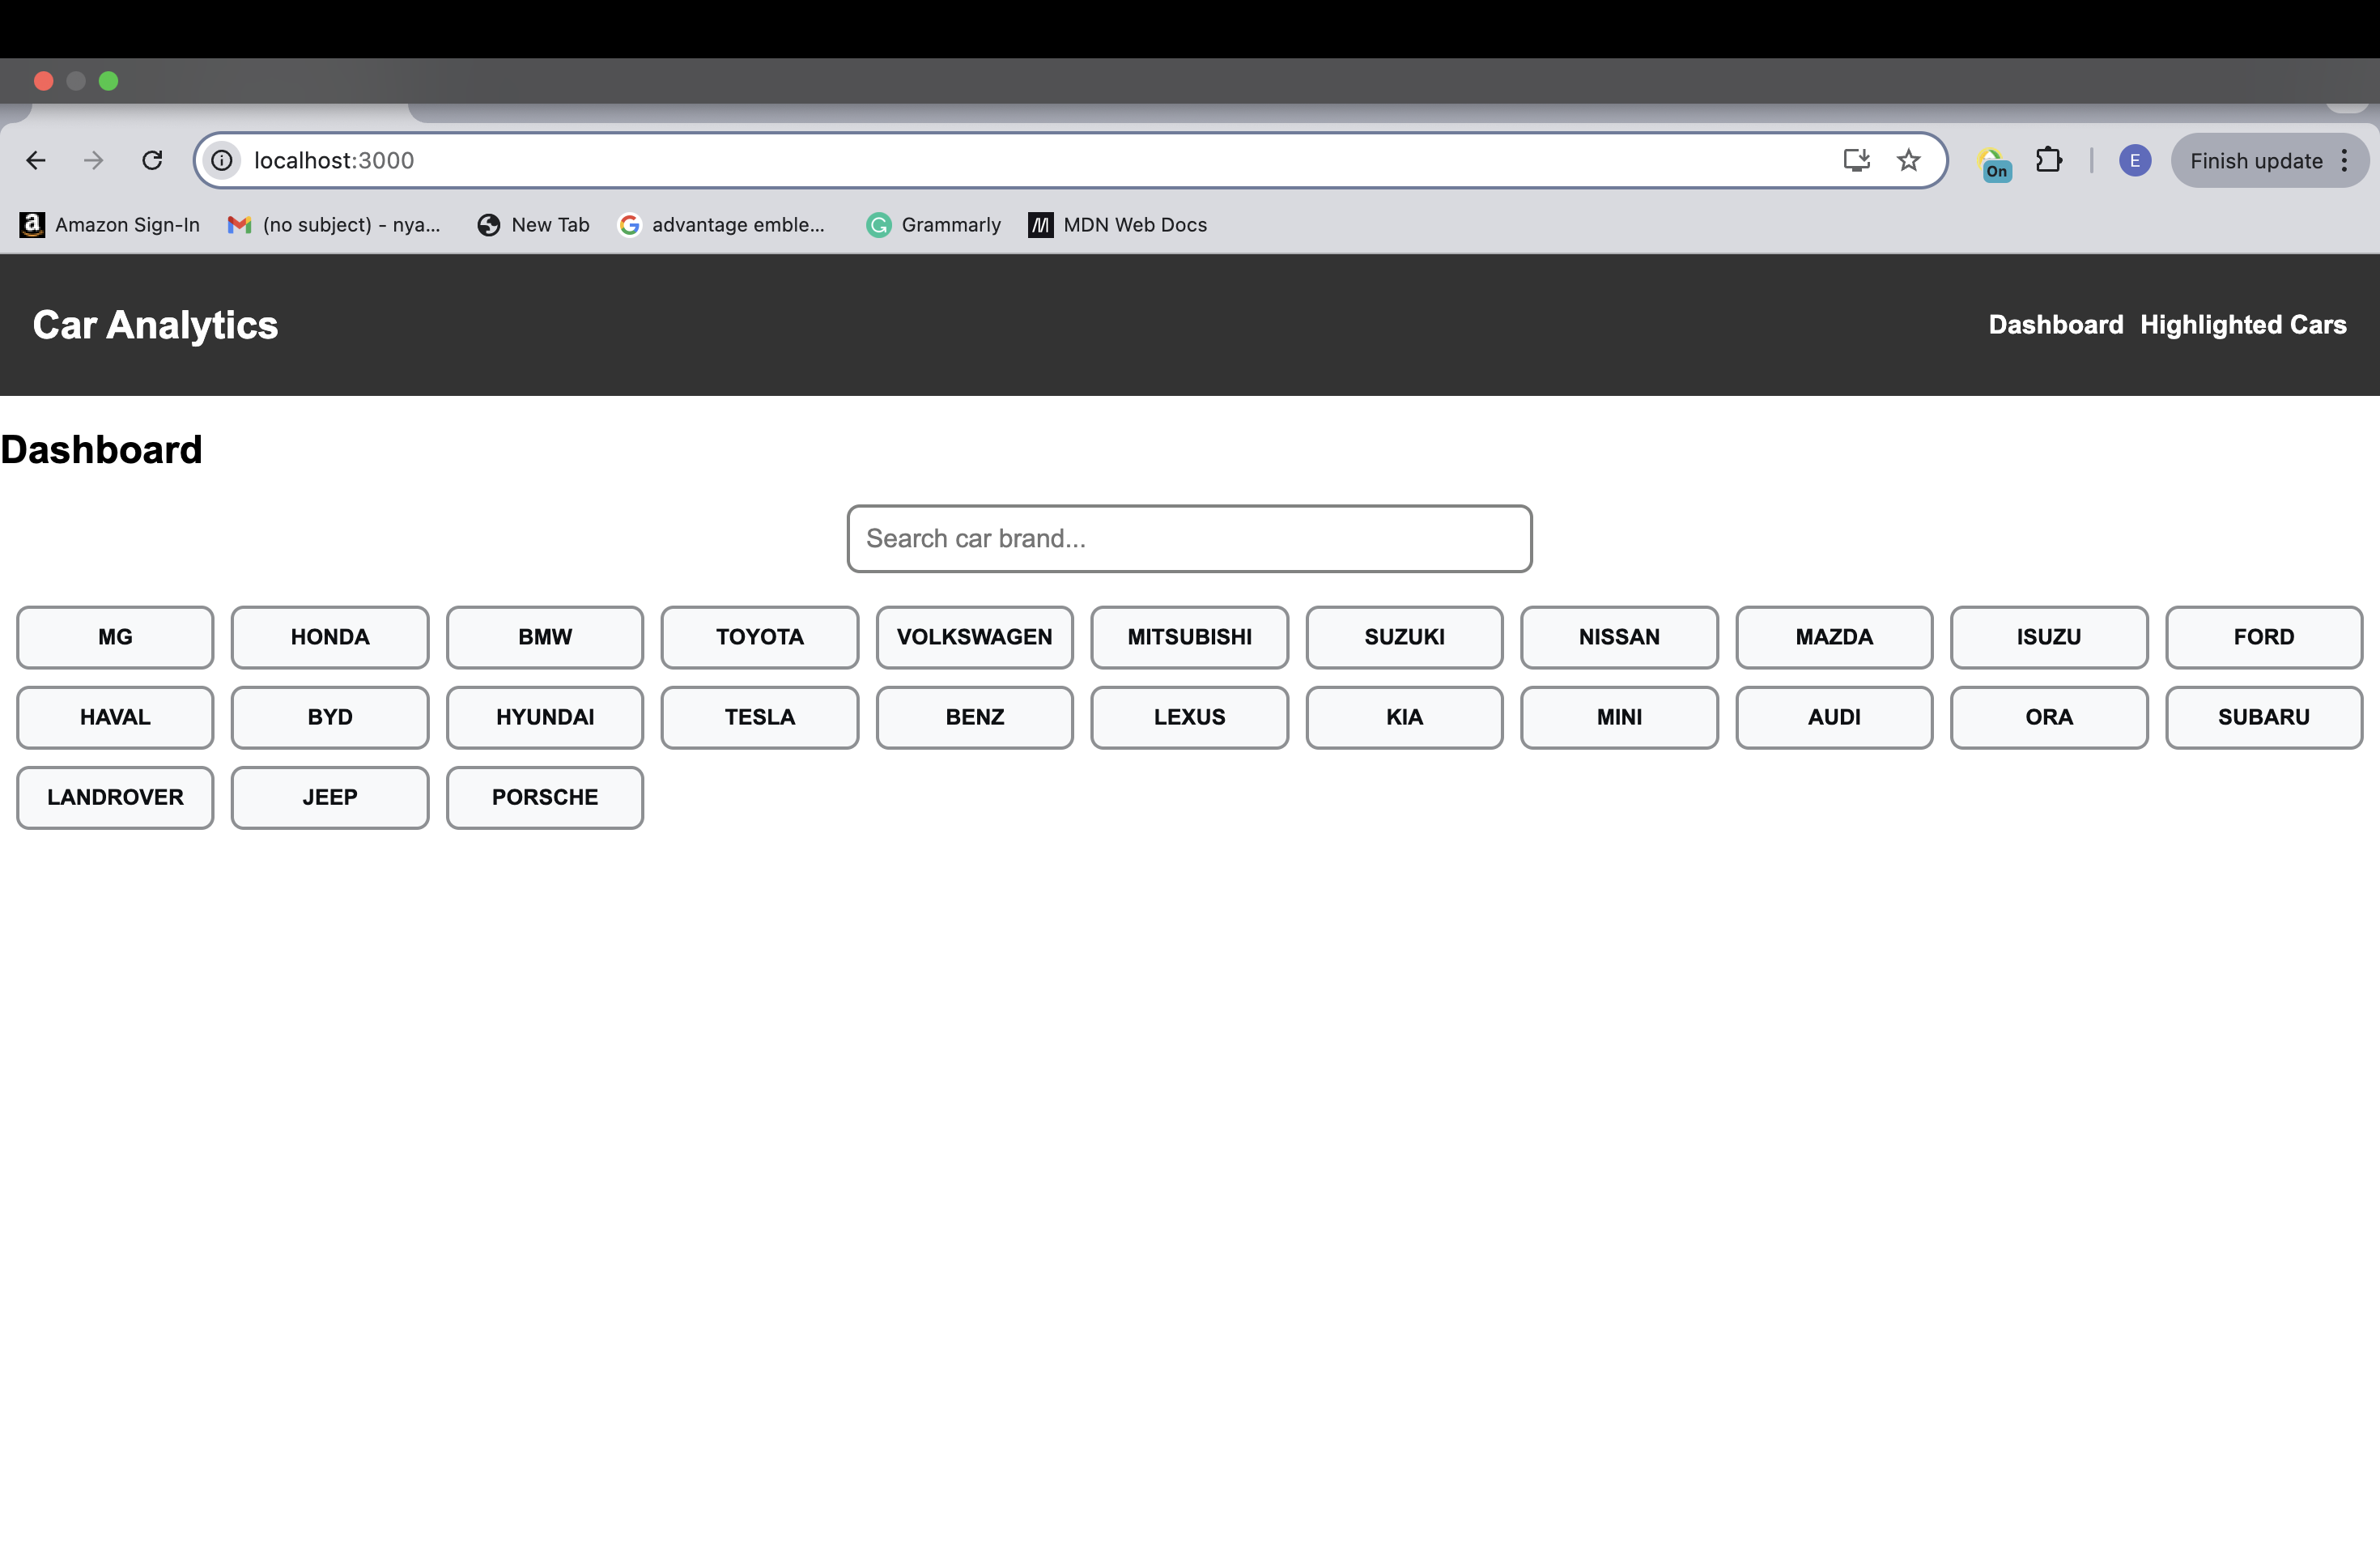 localhost:3000
On
E
Finish update
a Amazon Sign-In (no subject) - nya... New Tab advantage emble... Grammarly MDN Web Docs
Car Analytics Dashboard Highlighted Cars
Dashboard
Search car brand...
MG HONDA BMW TOYOTA VOLKSWAGEN MITSUBISHI SUZUKI NISSAN MAZDA ISUZU FORD
HAVAL BYD HYUNDAI TESLA BENZ LEXUS KIA MINI AUDI ORA SUBARU
LANDROVER JEEP PORSCHE